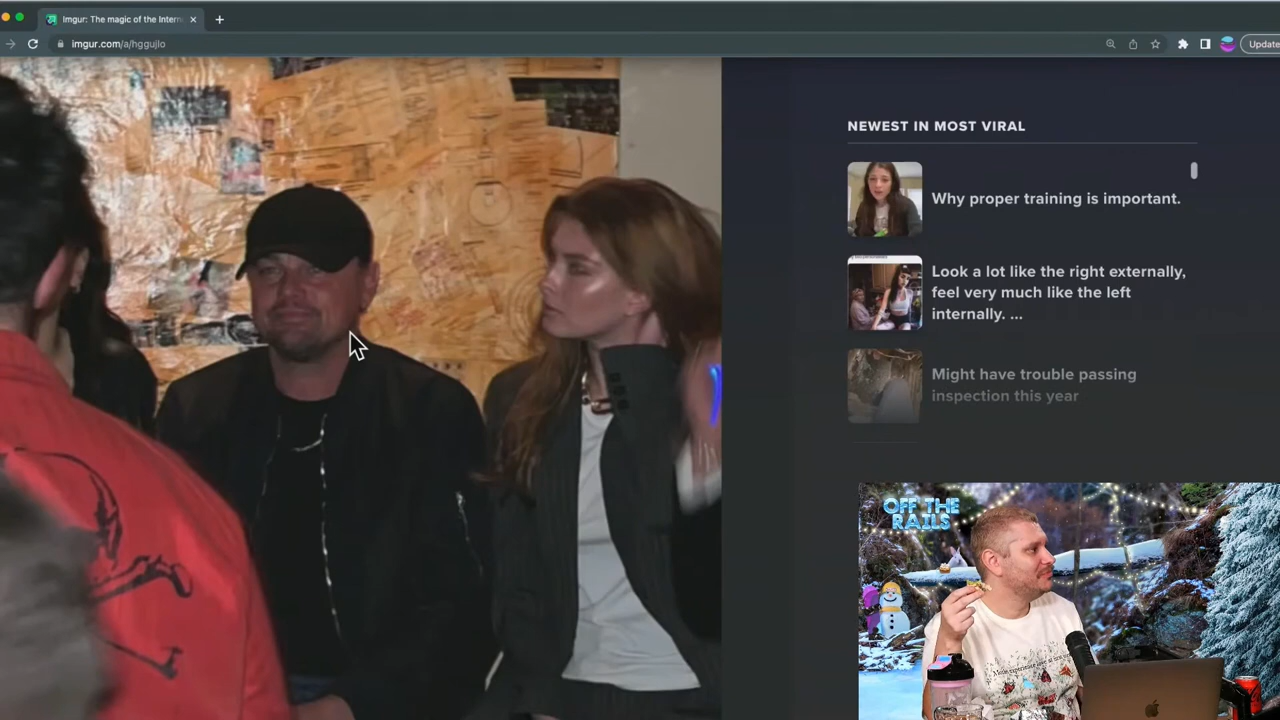 Imgur: The magic of the Intern
imgur.com/a/hggujlo
Update
NEWEST IN MOST VIRAL
Why proper training is important.
Look a lot like the right externally,
feel very much like the left
internally. ...
Might have trouble passing
inspection this year
OFF THE
RAILS